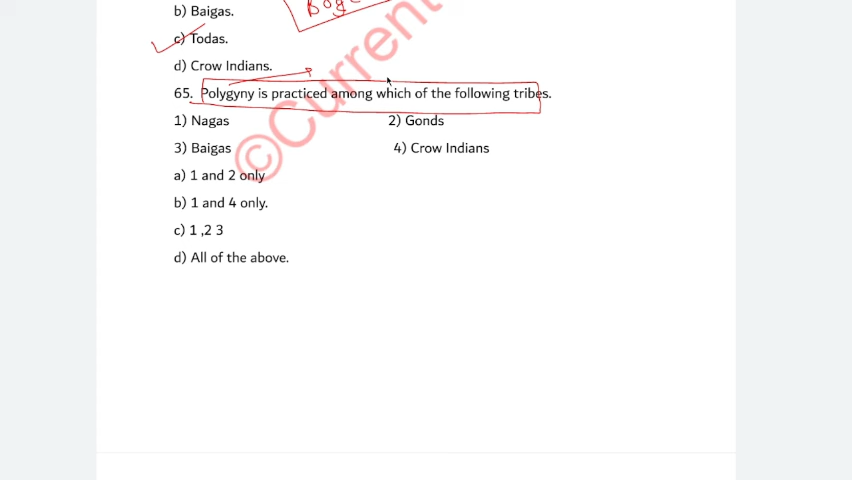 b) Baigas.
c) Todas.
d) Crow Indians.
65. Polygyny is practiced among which of the following tribes.
1) Nagas 2) Gonds
3) Baigas 4) Crow Indians
a) 1 and 2 only
b) 1 and 4 only.
c) 1 ,2 3
d) All of the above.
©Current